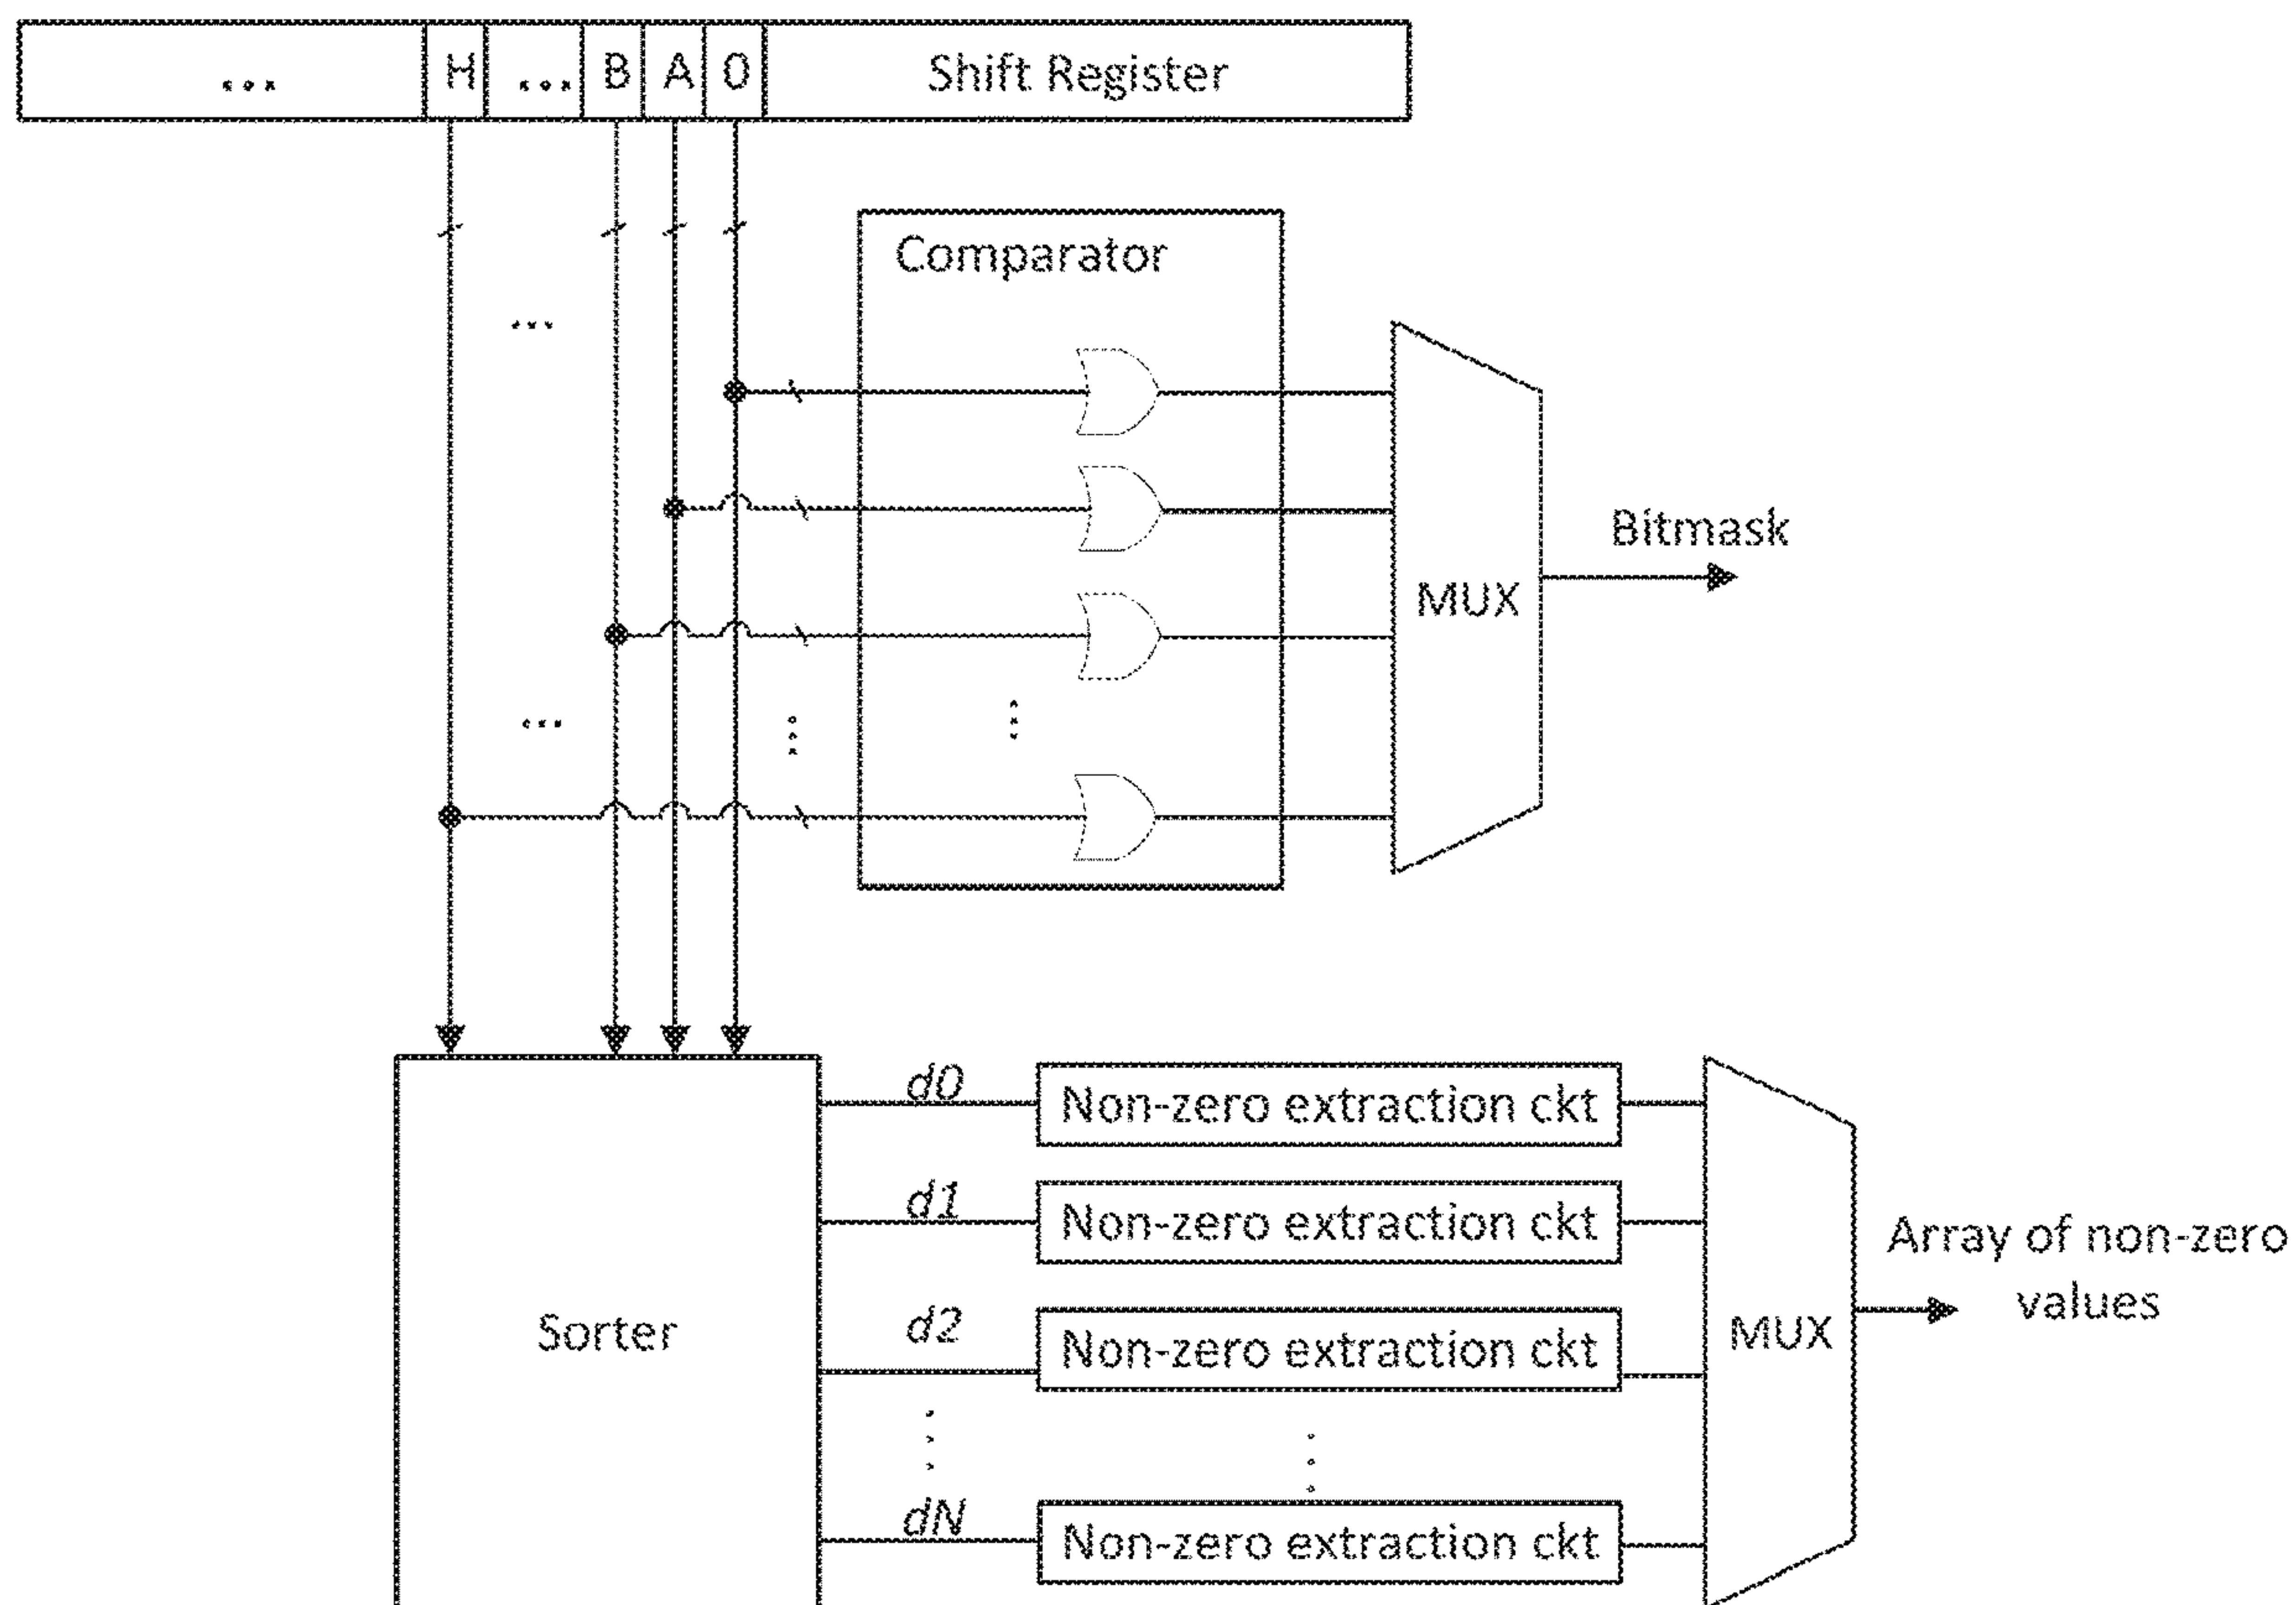 ... H ... B A 0 Shift Register
Comparator
...
Bitmask
MUX
...
d0 Non-zero extraction ckt
d1 Non-zero extraction ckt
Array of non-zero
values
d2 Non-zero extraction ckt
Sorter
MUX
dN Non-zero extraction ckt